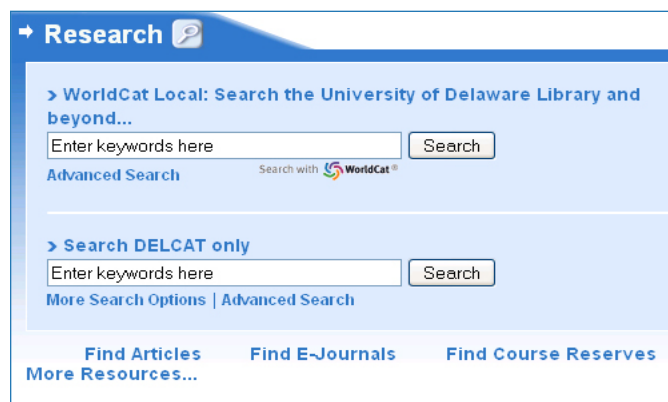 Research
> WorldCat Local: Search the University of Delaware Library and
beyond...
Enter keywords here Search
Advanced Search Search with WorldCat®
> Search DELCAT only
Enter keywords here Search
More Search Options | Advanced Search
Find Articles Find E-Journals Find Course Reserves
More Resources...